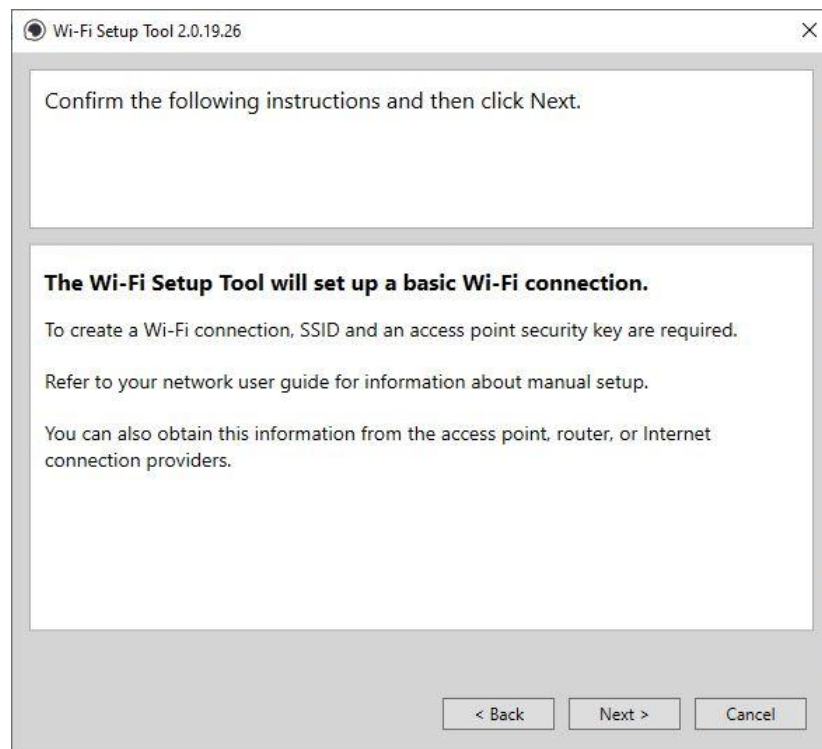 Wi-Fi Setup Tool 2.0.19.26
Confirm the following instructions and then click Next.
The Wi-Fi Setup Tool will set up a basic Wi-Fi connection.
To create a Wi-Fi connection, SSID and an access point security key are required.
Refer to your network user guide for information about manual setup.
You can also obtain this information from the access point, router, or Internet
connection providers.
< Back Next > Cancel